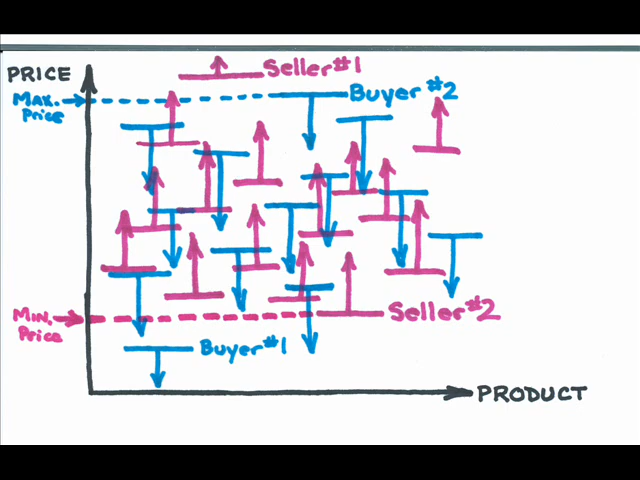 PRICE
Seller #1
MAX.
Price
Buyer #2
MIN.
Price
Seller #2
Buyer #1
PRODUCT